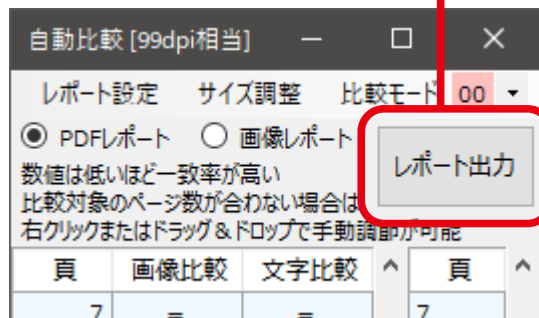 自動比較 [99dpi相当]
レポート設定 サイズ調整 比較モード 00
PDFレポート 画像レポート
レポート出力
数値は低いほど一致率が高い
比較対象のページ数が合わない場合は
右クリックまたはドラッグ&ドロップで手動調節が可能
頁 画像比較 文字比較 頁
7 = = 7